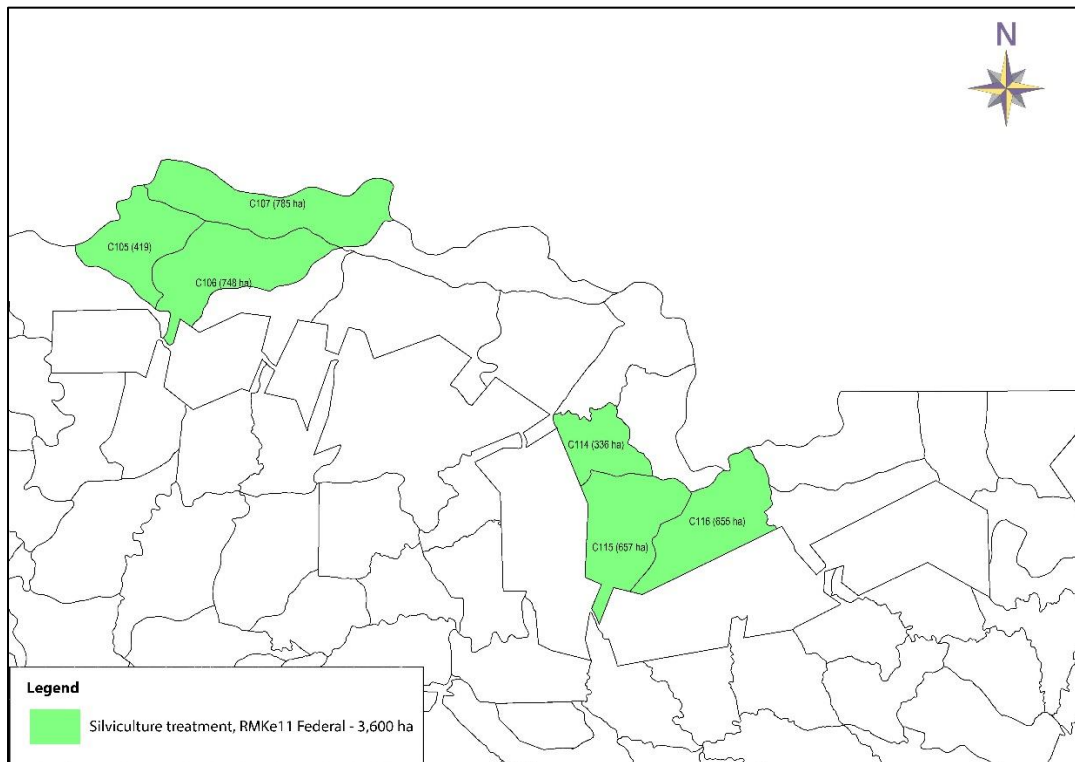 N
C107 (785 ha)
C105 (419)
C106 (748 ha)
C114 (336 ha)
C116 (655 ha)
C115 (657 ha)
Legend
Silviculture treatment, RMKe11 Federal - 3,600 ha